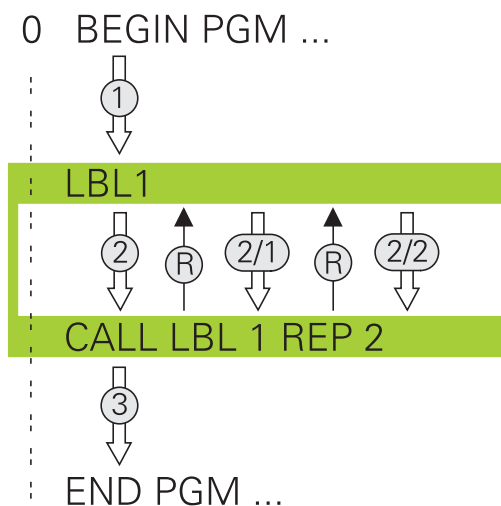 0 BEGIN PGM ...
1
LBL1
2 R 2/1 R 2/2
CALL LBL 1 REP 2
3
END PGM ...